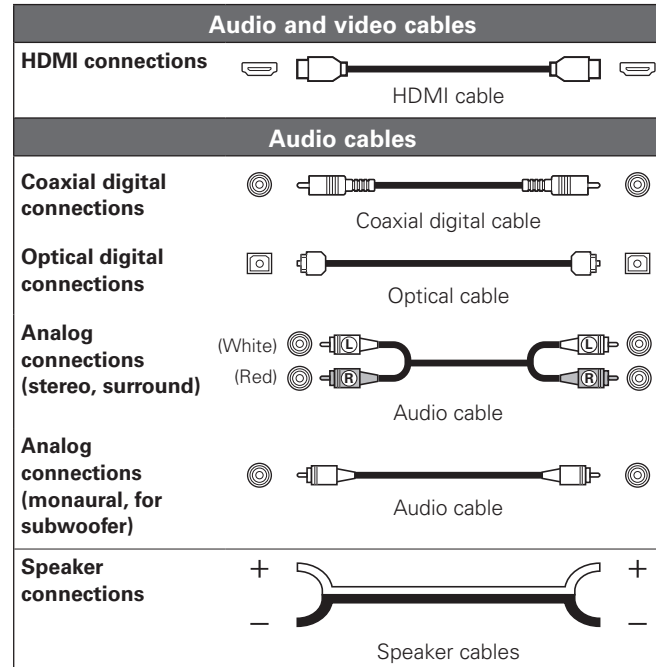 Audio and video cables
HDMI connections
HDMI cable
Audio cables
Coaxial digital
connections
Coaxial digital cable
Optical digital
connections
Optical cable
Analog
connections
(stereo, surround)
(White) L L
(Red) R R
Audio cable
Analog
connections
(monaural, for
subwoofer)
Audio cable
Speaker
connections
+ +
– –
Speaker cables